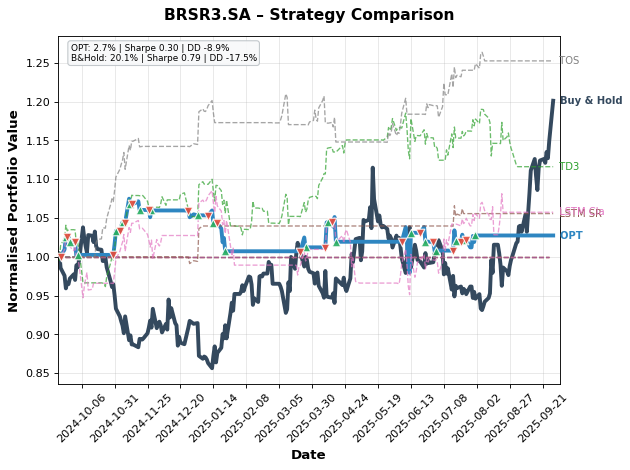 BRSR3.SA – Strategy Comparison
OPT: 2.7% | Sharpe 0.30 | DD -8.9%
B&Hold: 20.1% | Sharpe 0.79 | DD -17.5%
Normalised Portfolio Value
1.25
1.20
1.15
1.10
1.05
1.00
0.95
0.90
0.85
TOS
Buy & Hold
TD3
OPT
2024-10-06
2024-10-31
2024-11-25
2024-12-20
2025-01-14
2025-02-08
2025-03-05
2025-03-30
2025-04-24
2025-05-19
2025-06-13
2025-07-08
2025-08-02
2025-08-27
2025-09-21
Date